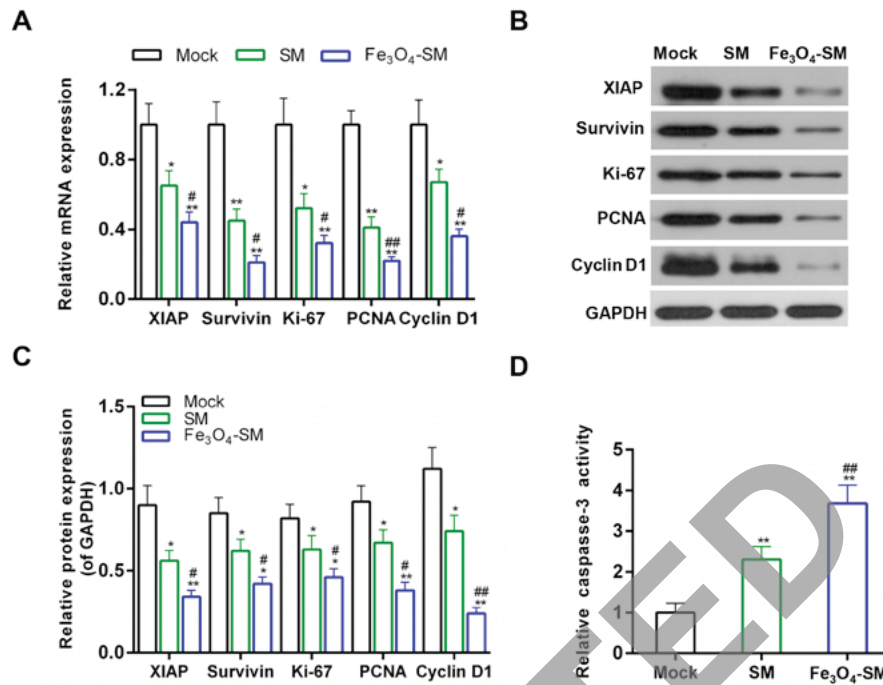 A
Mock SM Fe₃O₄-SM
Relative mRNA expression
1.2
0.8
0.4
0.0
* ** # ** ** # * ** # ** ** ## * ** #
XIAP Survivin Ki-67 PCNA Cyclin D1
B
Mock SM Fe₃O₄-SM
XIAP
Survivin
Ki-67
PCNA
Cyclin D1
GAPDH
C
Mock
SM
Fe₃O₄-SM
Relative protein expression
(of GAPDH)
1.5
1.0
0.5
0.0
* # ** * # * * # * * # ** * ## **
XIAP Survivin Ki-67 PCNA Cyclin D1
D
Relative caspasse-3 activity
5
4
3
2
1
0
** ## **
Mock SM Fe₃O₄-SM
TED